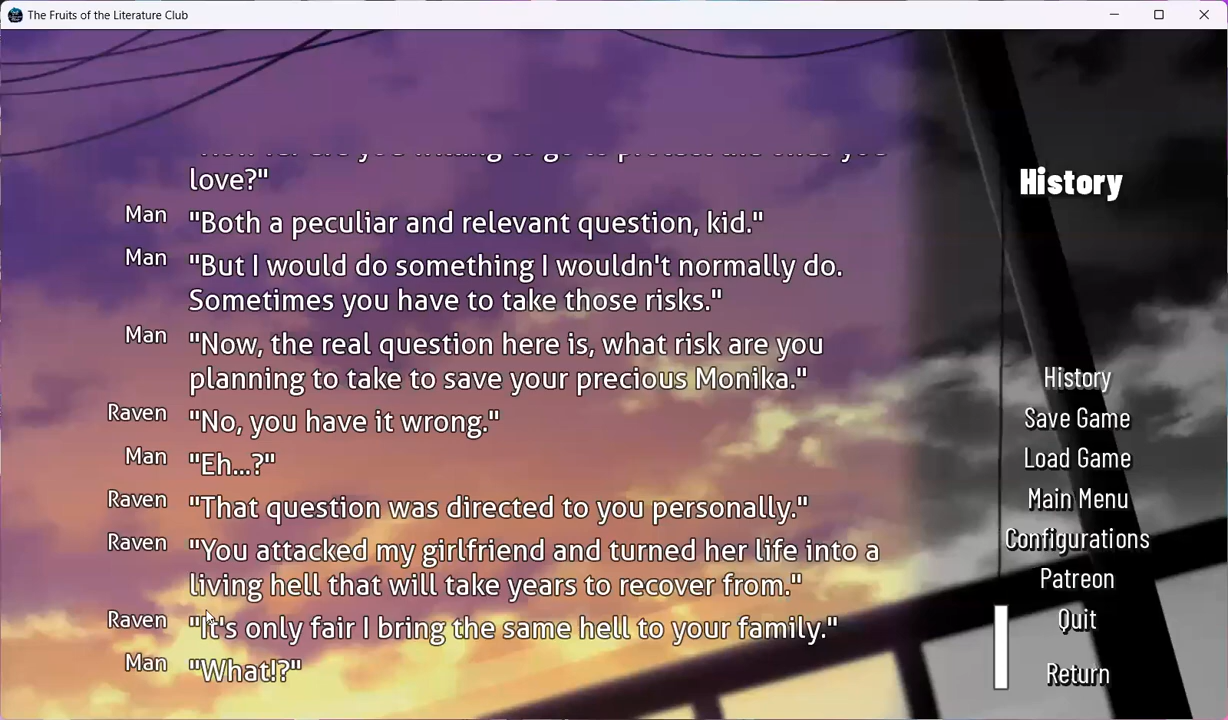 The Fruits of the Literature Club
love?"
History
Man "Both a peculiar and relevant question, kid."
Man "But I would do something I wouldn't normally do.
Sometimes you have to take those risks."
Man "Now, the real question here is, what risk are you
planning to take to save your precious Monika."
Raven "No, you have it wrong."
Man "Eh...?"
Raven "That question was directed to you personally."
Raven "You attacked my girlfriend and turned her life into a
living hell that will take years to recover from."
Raven "It's only fair I bring the same hell to your family."
Man "What!?"
History
Save Game
Load Game
Main Menu
Configurations
Patreon
Quit
Return